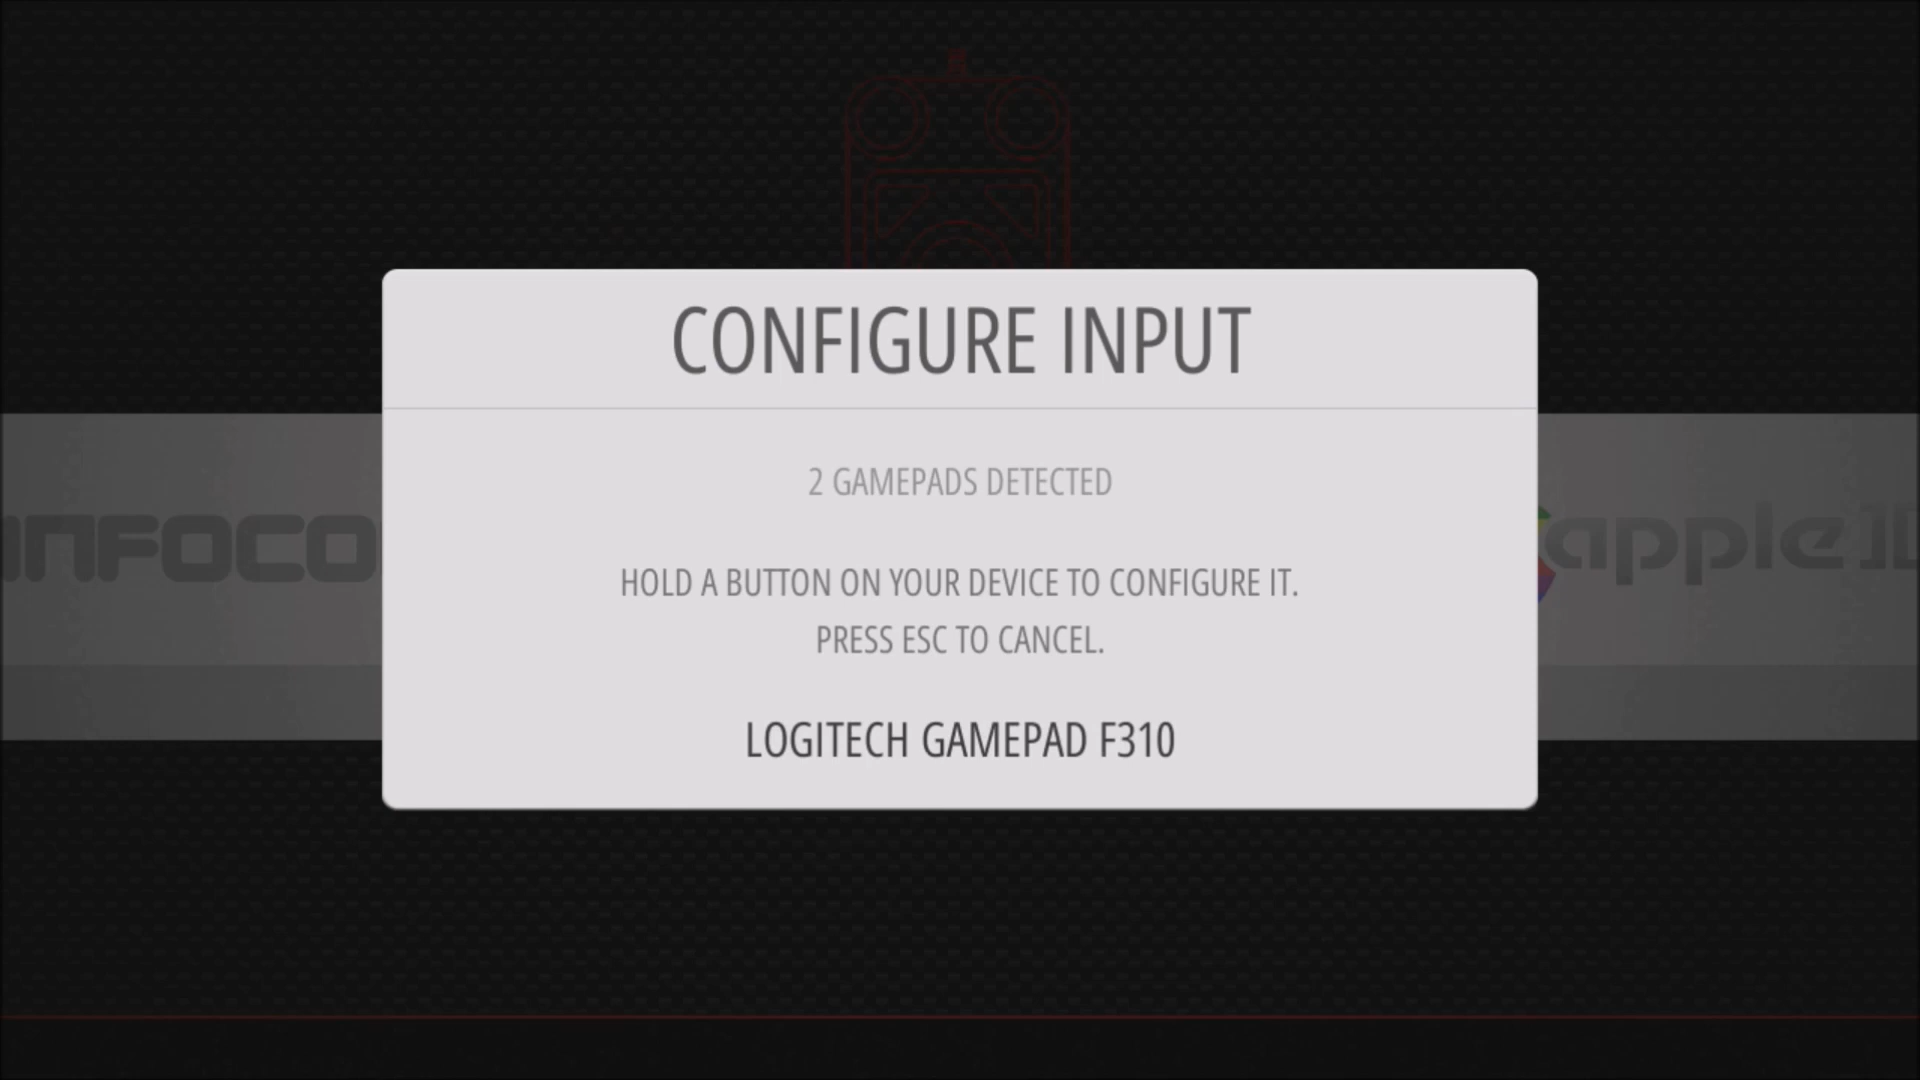 CONFIGURE INPUT
2 GAMEPADS DETECTED
HOLD A BUTTON ON YOUR DEVICE TO CONFIGURE IT.
PRESS ESC TO CANCEL.
LOGITECH GAMEPAD F310
apple